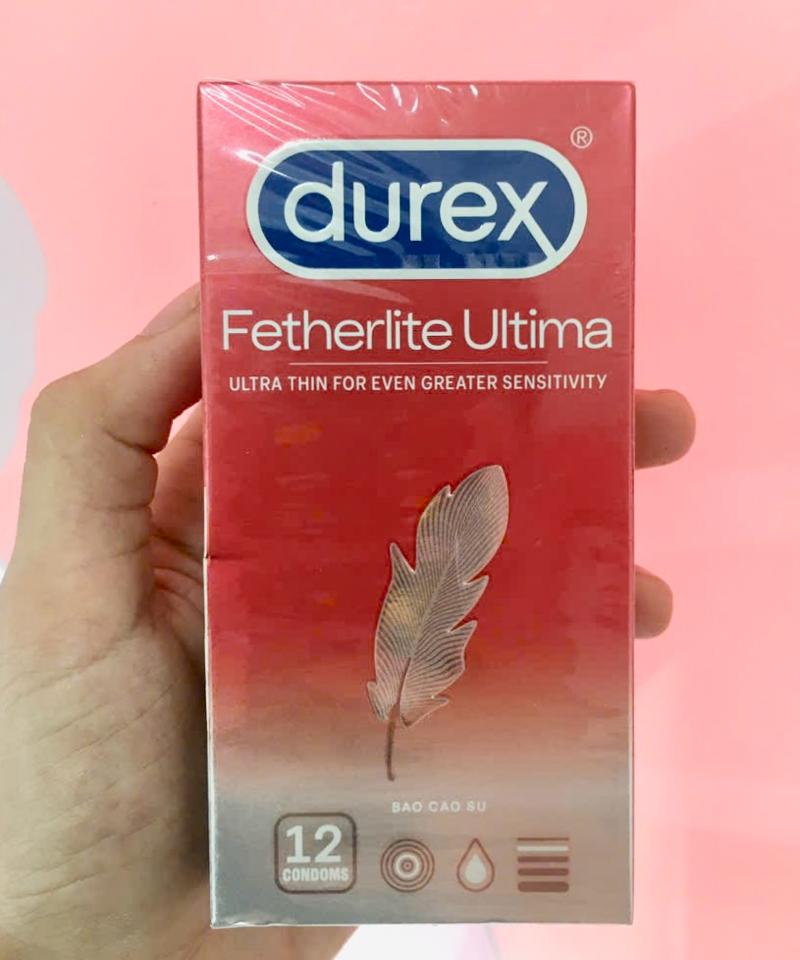 durex®
Fetherlite Ultima
ULTRA THIN FOR EVEN GREATER SENSITIVITY
BAO CAO SU
12
CONDOMS